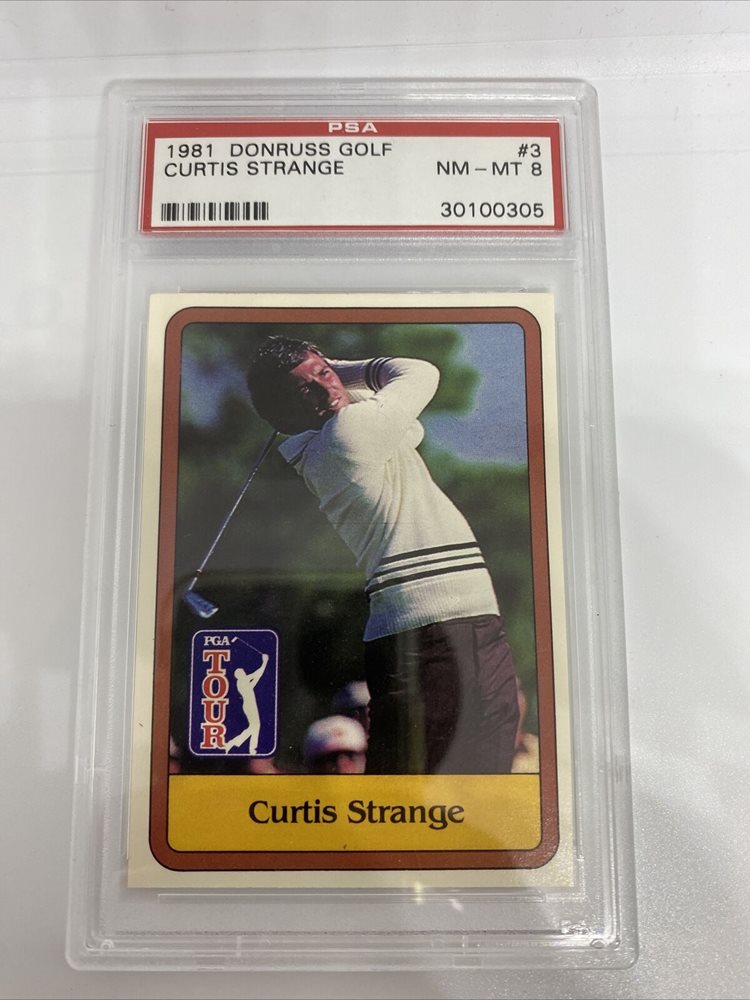 PSA
1981 DONRUSS GOLF #3
CURTIS STRANGE NM - MT 8
30100305
PGA
TOUR
Curtis Strange